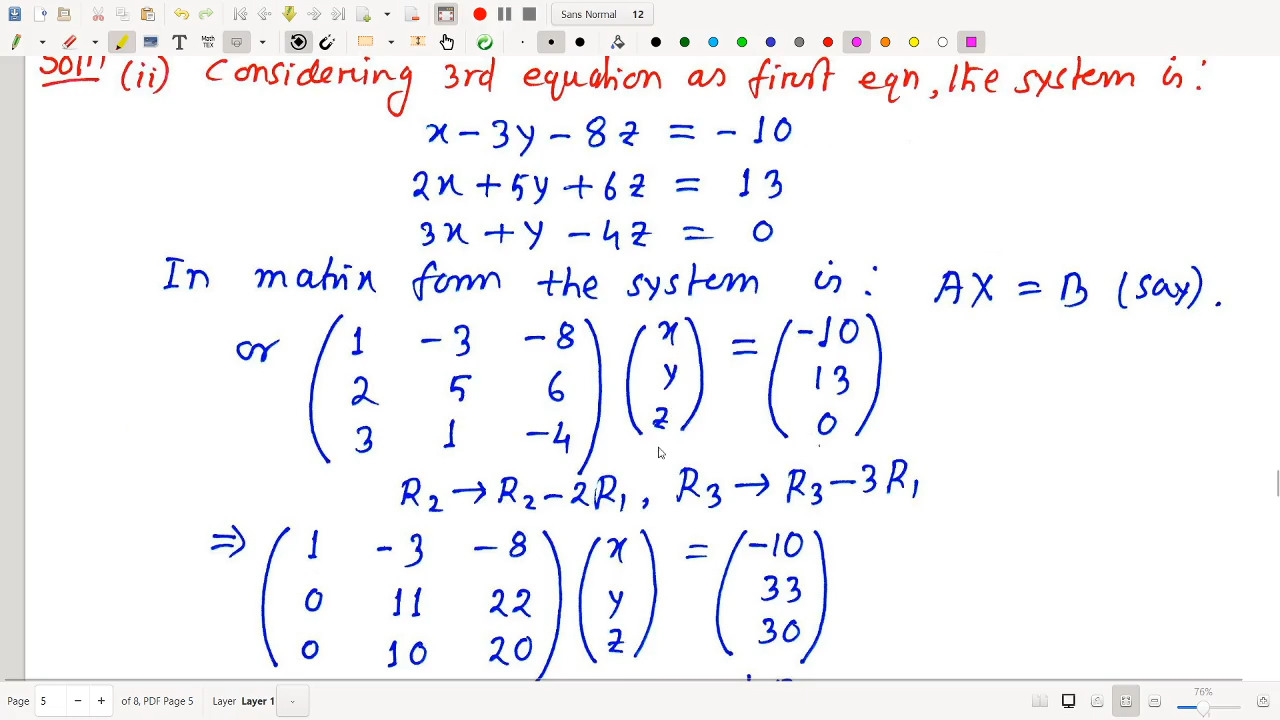 Sans Normal 12
Math TEX
Soln (ii) Considering 3rd equation as first eqn, the system is:
x - 3y - 8z = - 10
2x + 5y + 6z = 13
3x + y - 4z = 0
In matrix form the system is: AX = B (say).
or ( 1 -3 -8 ) ( x ) = ( -10 )
2 5 6 y 13
3 1 -4 z 0
R2 → R2 - 2R1, R3 → R3 - 3R1
⇒ ( 1 -3 -8 ) ( x ) = ( -10 )
0 11 22 y 33
0 10 20 z 30
Page 5 of 8, PDF Page 5 Layer Layer 1 76%